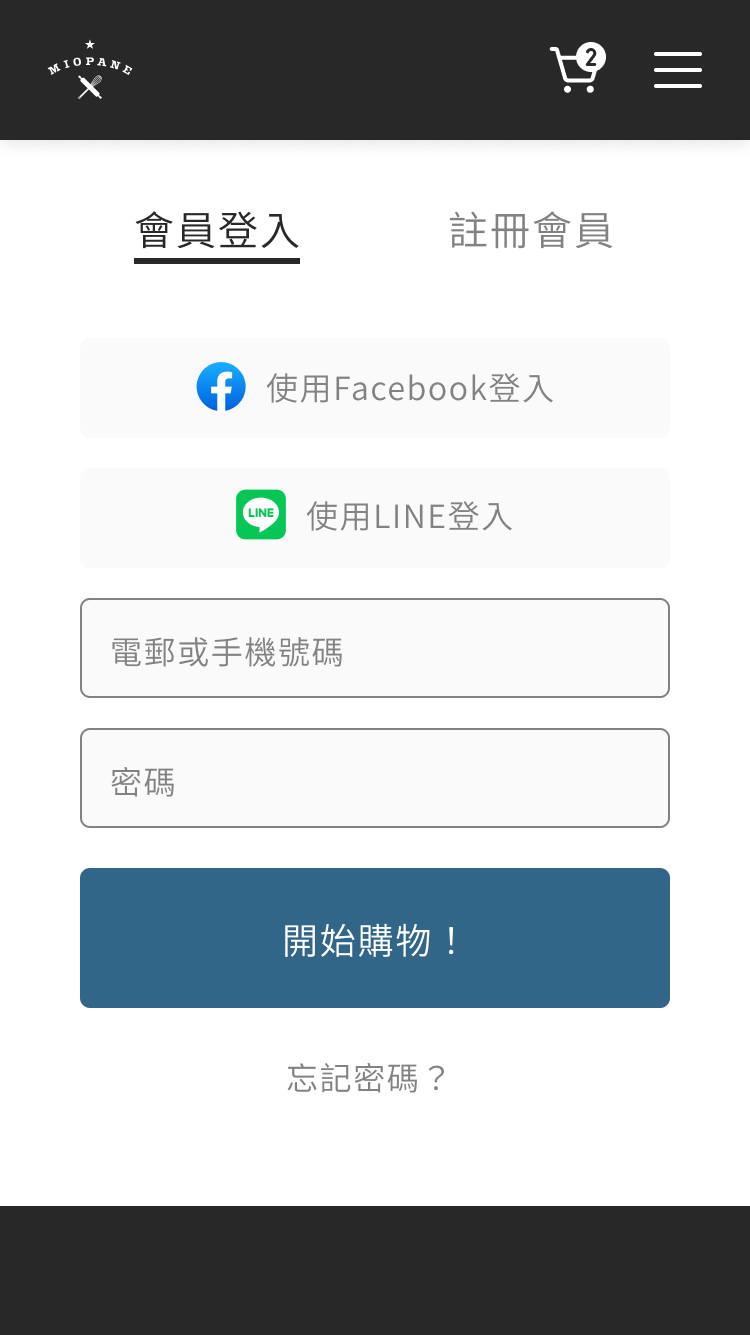 MIOPANE
2
會員登入
註冊會員
使用Facebook登入
LINE
使用LINE登入
電郵或手機號碼
密碼
開始購物！
忘記密碼？